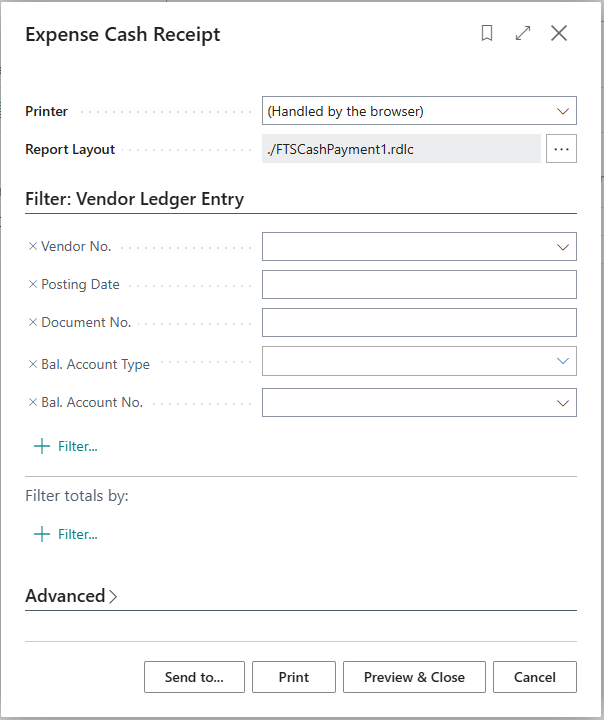 Expense Cash Receipt
Printer (Handled by the browser)
Report Layout ./FTSCashPayment1.rdlc ...
Filter: Vendor Ledger Entry
Vendor No.
Posting Date
Document No.
Bal. Account Type
Bal. Account No.
Filter...
Filter totals by:
Filter...
Advanced
Send to... Print Preview & Close Cancel